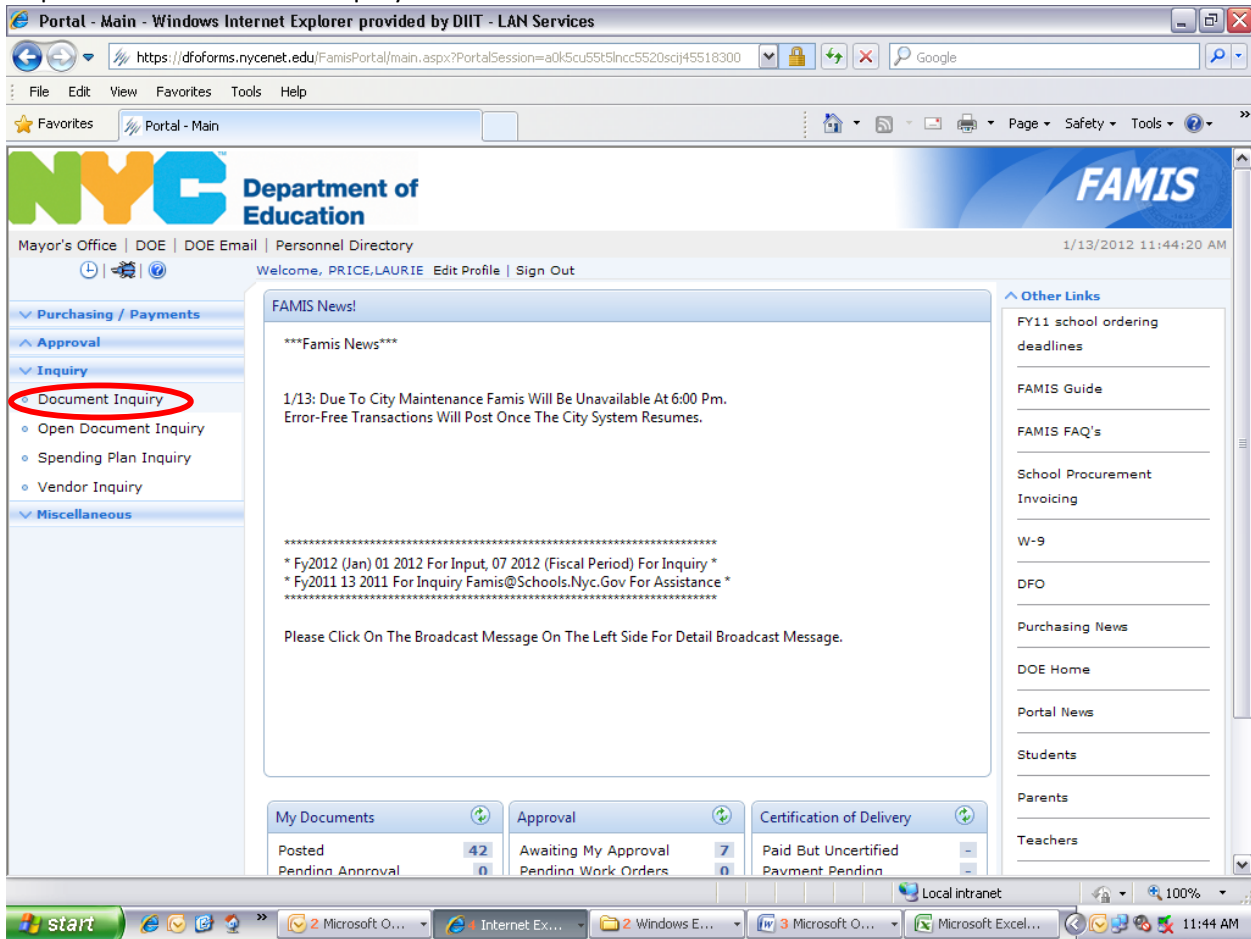 Portal - Main - Windows Internet Explorer provided by DIIT - LAN Services
https://dfoforms.nycenet.edu/FamisPortal/main.aspx?PortalSession=a0k5cu55t5lncc5520scij45518300
Google
File Edit View Favorites Tools Help
Favorites Portal - Main Page Safety Tools
NYC™ Department of
Education
FAMIS
Mayor's Office | DOE | DOE Email | Personnel Directory 1/13/2012 11:44:20 AM
Welcome, PRICE,LAURIE Edit Profile | Sign Out
Purchasing / Payments
Approval
Inquiry
Document Inquiry
Open Document Inquiry
Spending Plan Inquiry
Vendor Inquiry
Miscellaneous
FAMIS News!
***Famis News***
1/13: Due To City Maintenance Famis Will Be Unavailable At 6:00 Pm.
Error-Free Transactions Will Post Once The City System Resumes.
***********************************************************************
* Fy2012 (Jan) 01 2012 For Input, 07 2012 (Fiscal Period) For Inquiry *
* Fy2011 13 2011 For Inquiry Famis@Schools.Nyc.Gov For Assistance *
***********************************************************************
Please Click On The Broadcast Message On The Left Side For Detail Broadcast Message.
Other Links
FY11 school ordering
deadlines
FAMIS Guide
FAMIS FAQ's
School Procurement
Invoicing
W-9
DFO
Purchasing News
DOE Home
Portal News
Students
Parents
Teachers
My Documents
Posted 42
Pending Approval 0
Approval
Awaiting My Approval 7
Pending Work Orders 0
Certification of Delivery
Paid But Uncertified -
Payment Pending -
Local intranet 100%
start 2 Microsoft O... 4 Internet Ex... 2 Windows E... 3 Microsoft O... Microsoft Excel... 11:44 AM